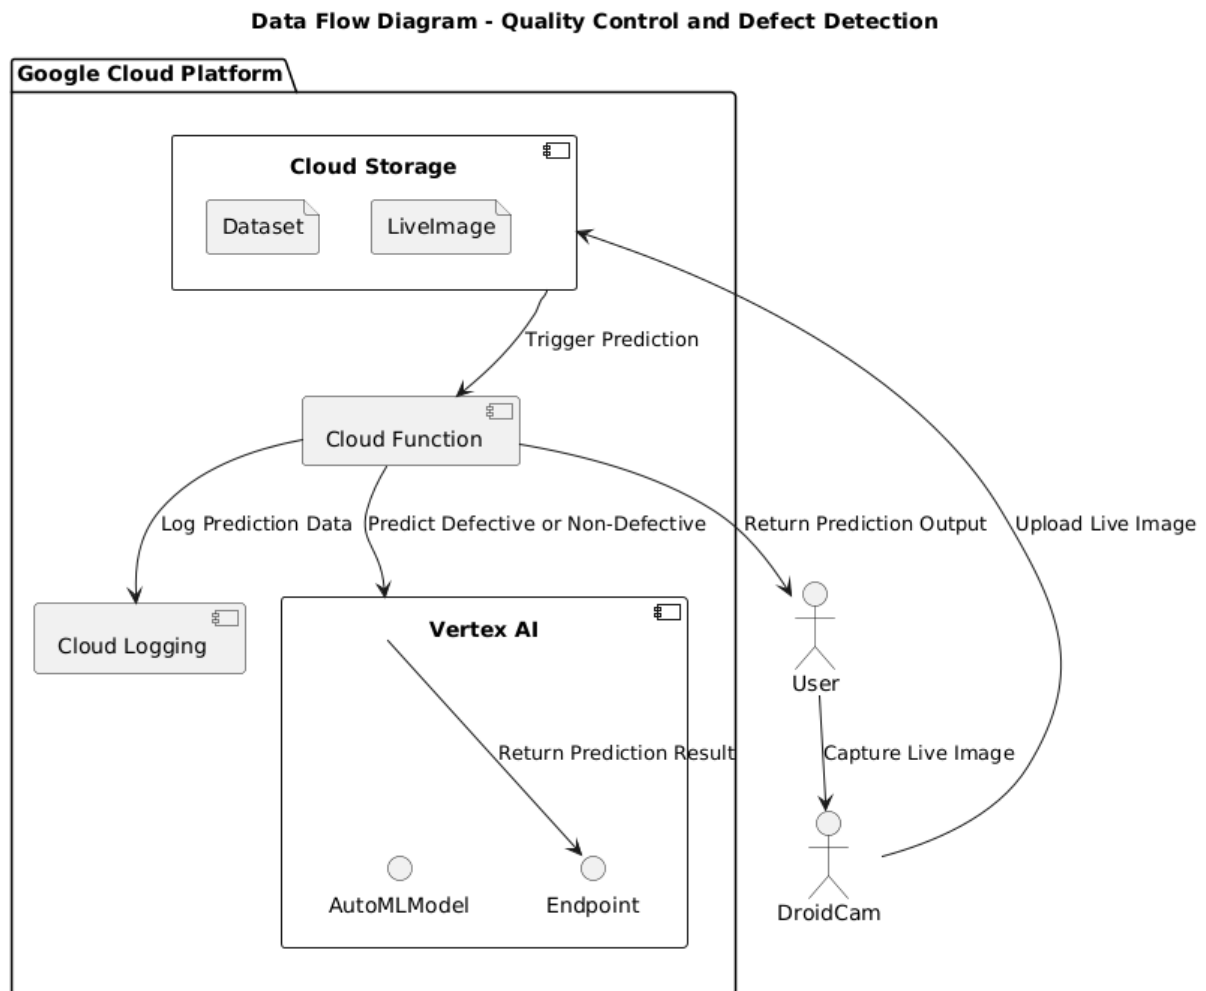 Data Flow Diagram - Quality Control and Defect Detection
Google Cloud Platform
Cloud Storage
Dataset
LiveImage
Trigger Prediction
Cloud Function
Log Prediction Data
Predict Defective or Non-Defective
Return Prediction Output
Upload Live Image
Cloud Logging
Vertex AI
User
Return Prediction Result
Capture Live Image
AutoMLModel
Endpoint
DroidCam